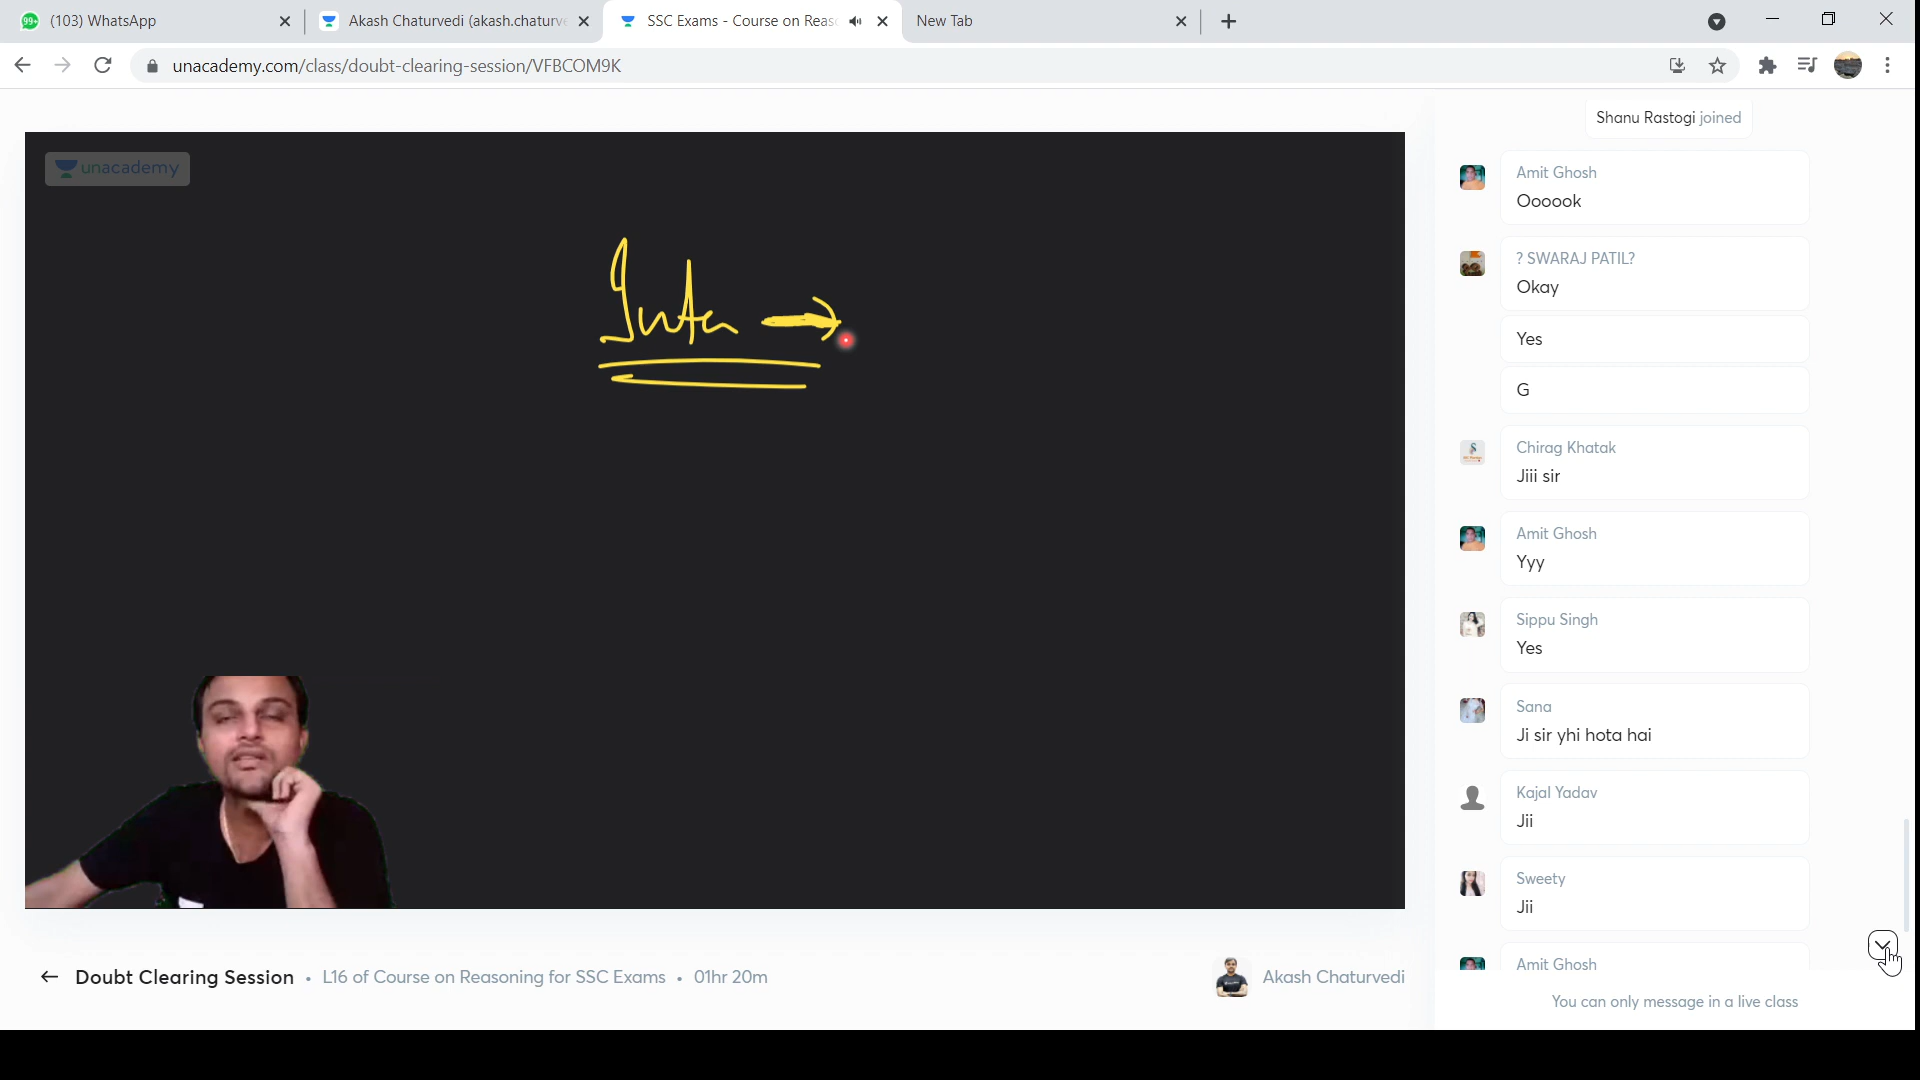 (103) WhatsApp
Akash Chaturvedi (akash.chaturve
SSC Exams - Course on Reas
New Tab
unacademy.com/class/doubt-clearing-session/VFBCOM9K
unacademy
Inter →
Doubt Clearing Session • L16 of Course on Reasoning for SSC Exams • 01hr 20m
Akash Chaturvedi
Shanu Rastogi joined
Amit Ghosh
Oooook
? SWARAJ PATIL?
Okay
Yes
G
Chirag Khatak
Jiii sir
Amit Ghosh
Yyy
Sippu Singh
Yes
Sana
Ji sir yhi hota hai
Kajal Yadav
Jii
Sweety
Jii
Amit Ghosh
You can only message in a live class